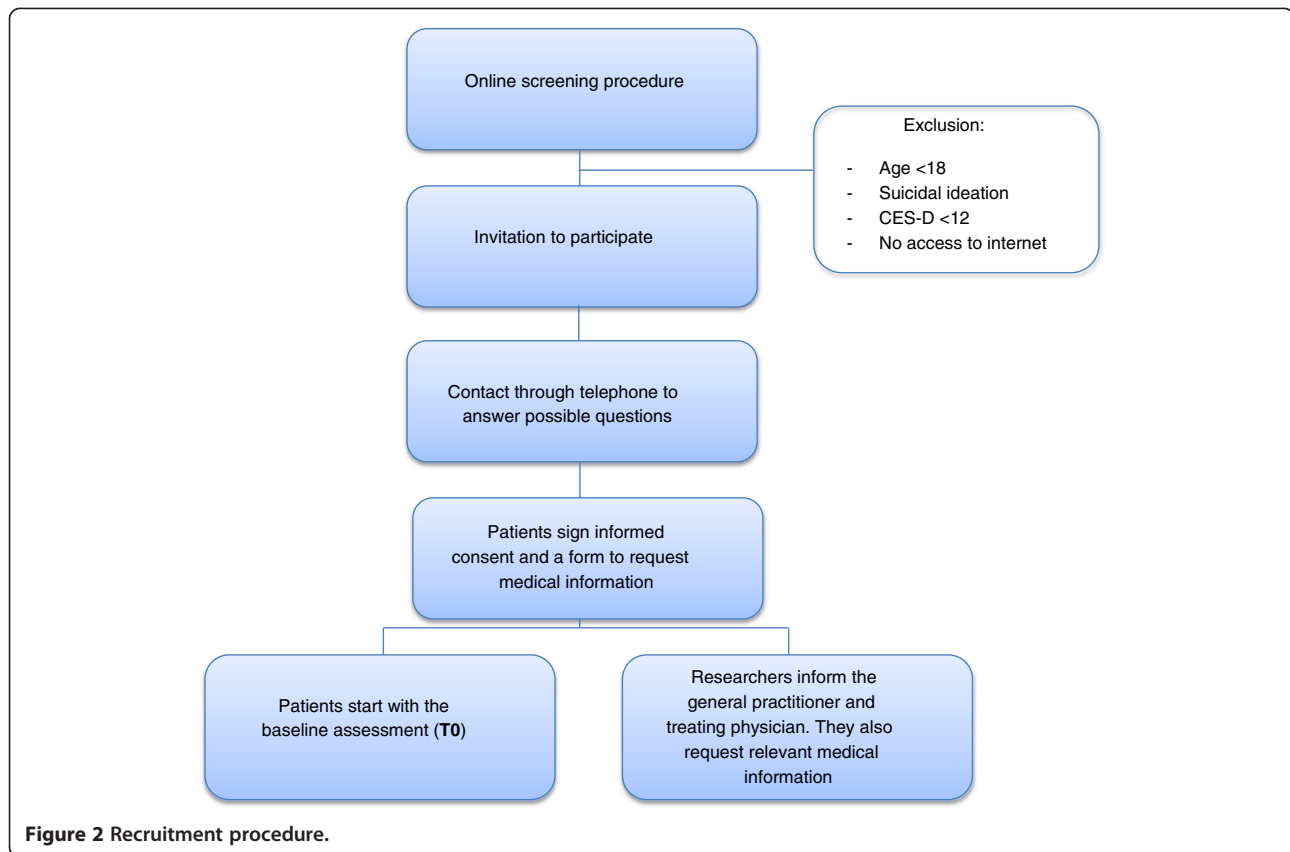 Online screening procedure
Exclusion:
- Age <18
- Suicidal ideation
- CES-D <12
- No access to internet
Invitation to participate
Contact through telephone to
answer possible questions
Patients sign informed
consent and a form to request
medical information
Patients start with the
baseline assessment (T0)
Researchers inform the
general practitioner and
treating physician. They also
request relevant medical
information
Figure 2 Recruitment procedure.